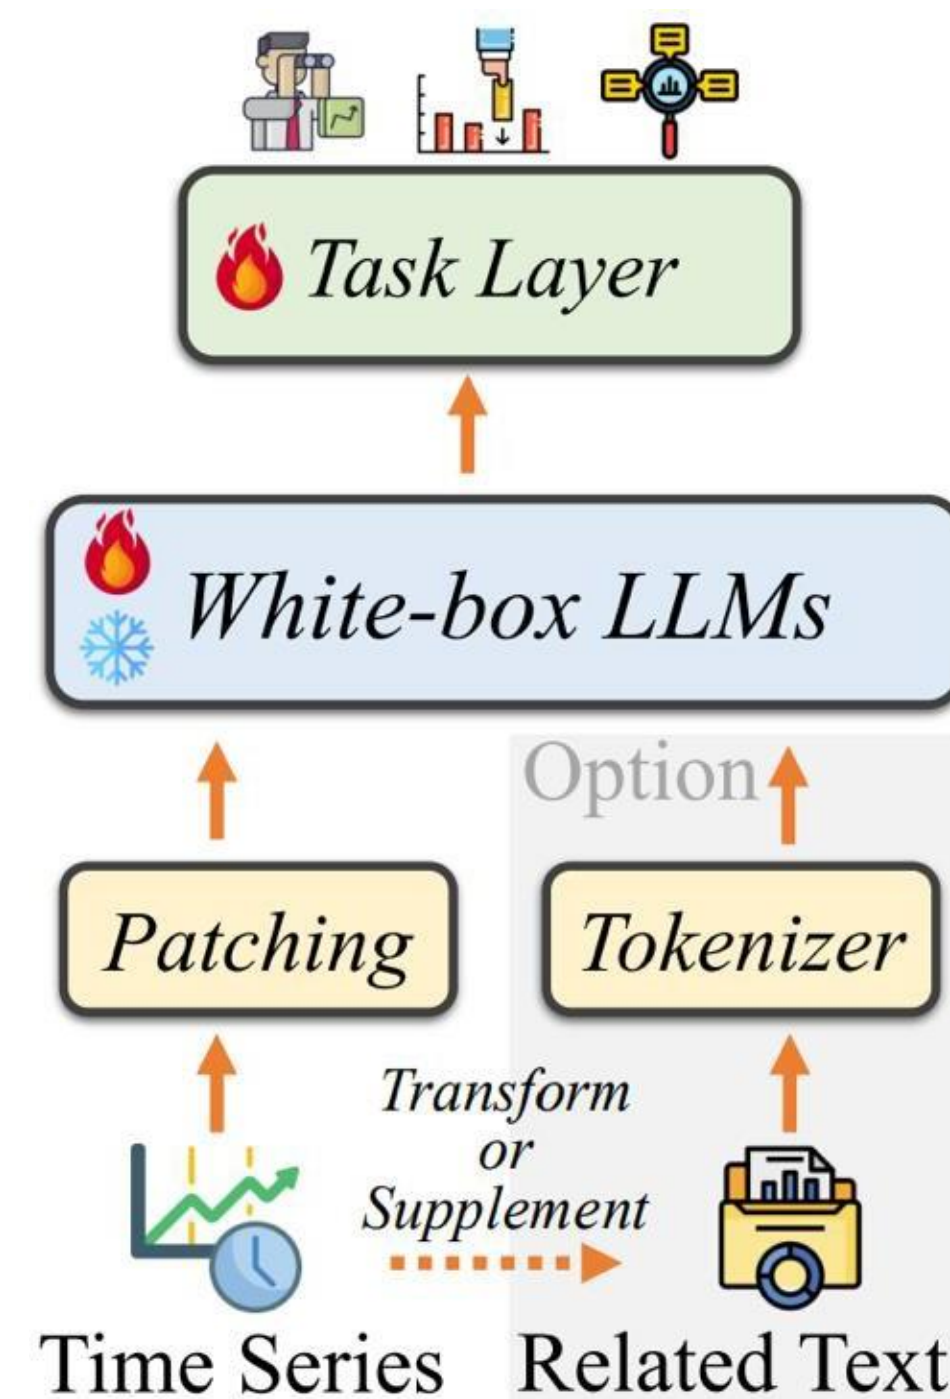 Task Layer
White-box LLMs
Option
Patching
Tokenizer
Transform
or
Supplement
Time Series
Related Text